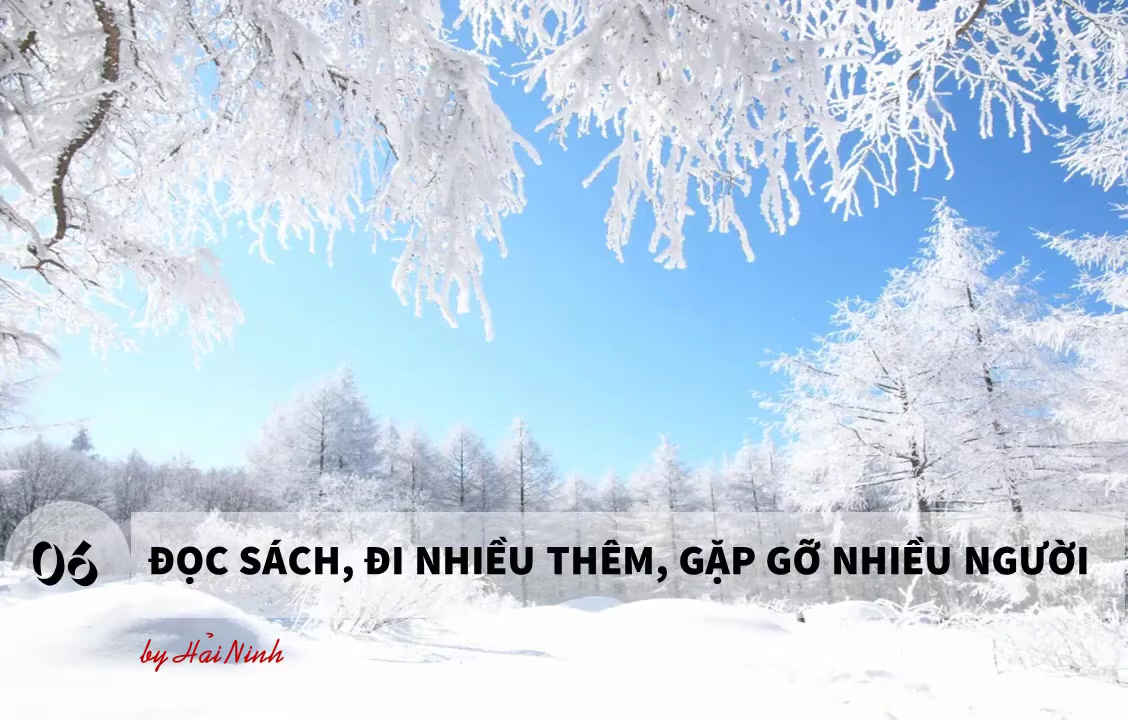 06
ĐỌC SÁCH, ĐI NHIỀU THÊM, GẶP GỠ NHIỀU NGƯỜI
by Hải Ninh